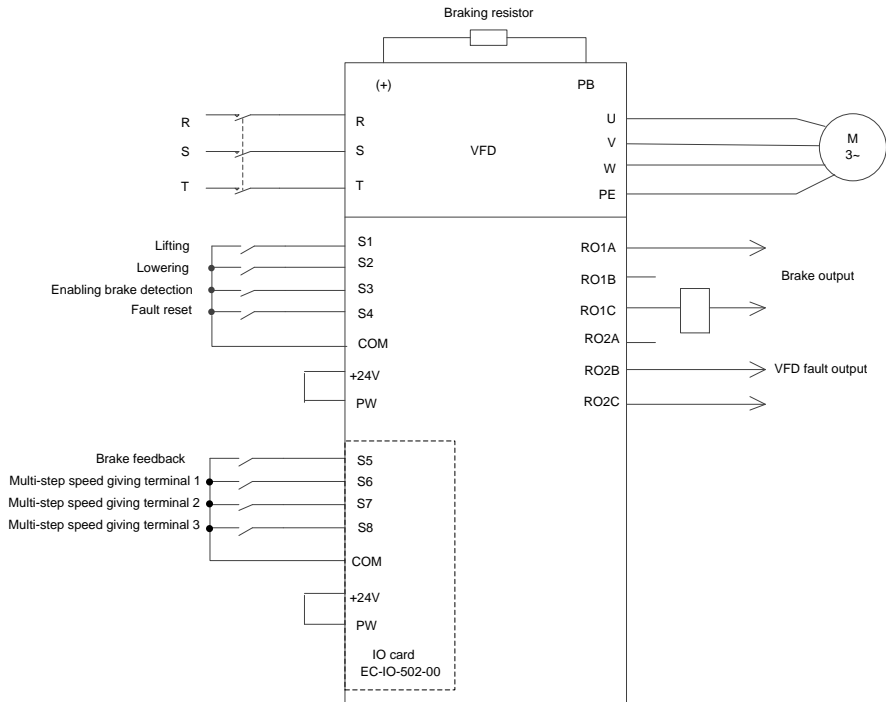 Braking resistor
(+)
PB
R
S
T
R
S
T
VFD
U
V
W
PE
M
3~
Lifting
Lowering
Enabling brake detection
Fault reset
S1
S2
S3
S4
COM
+24V
PW
RO1A
RO1B
RO1C
RO2A
RO2B
RO2C
Brake output
VFD fault output
Brake feedback
Multi-step speed giving terminal 1
Multi-step speed giving terminal 2
Multi-step speed giving terminal 3
S5
S6
S7
S8
COM
+24V
PW
IO card
EC-IO-502-00